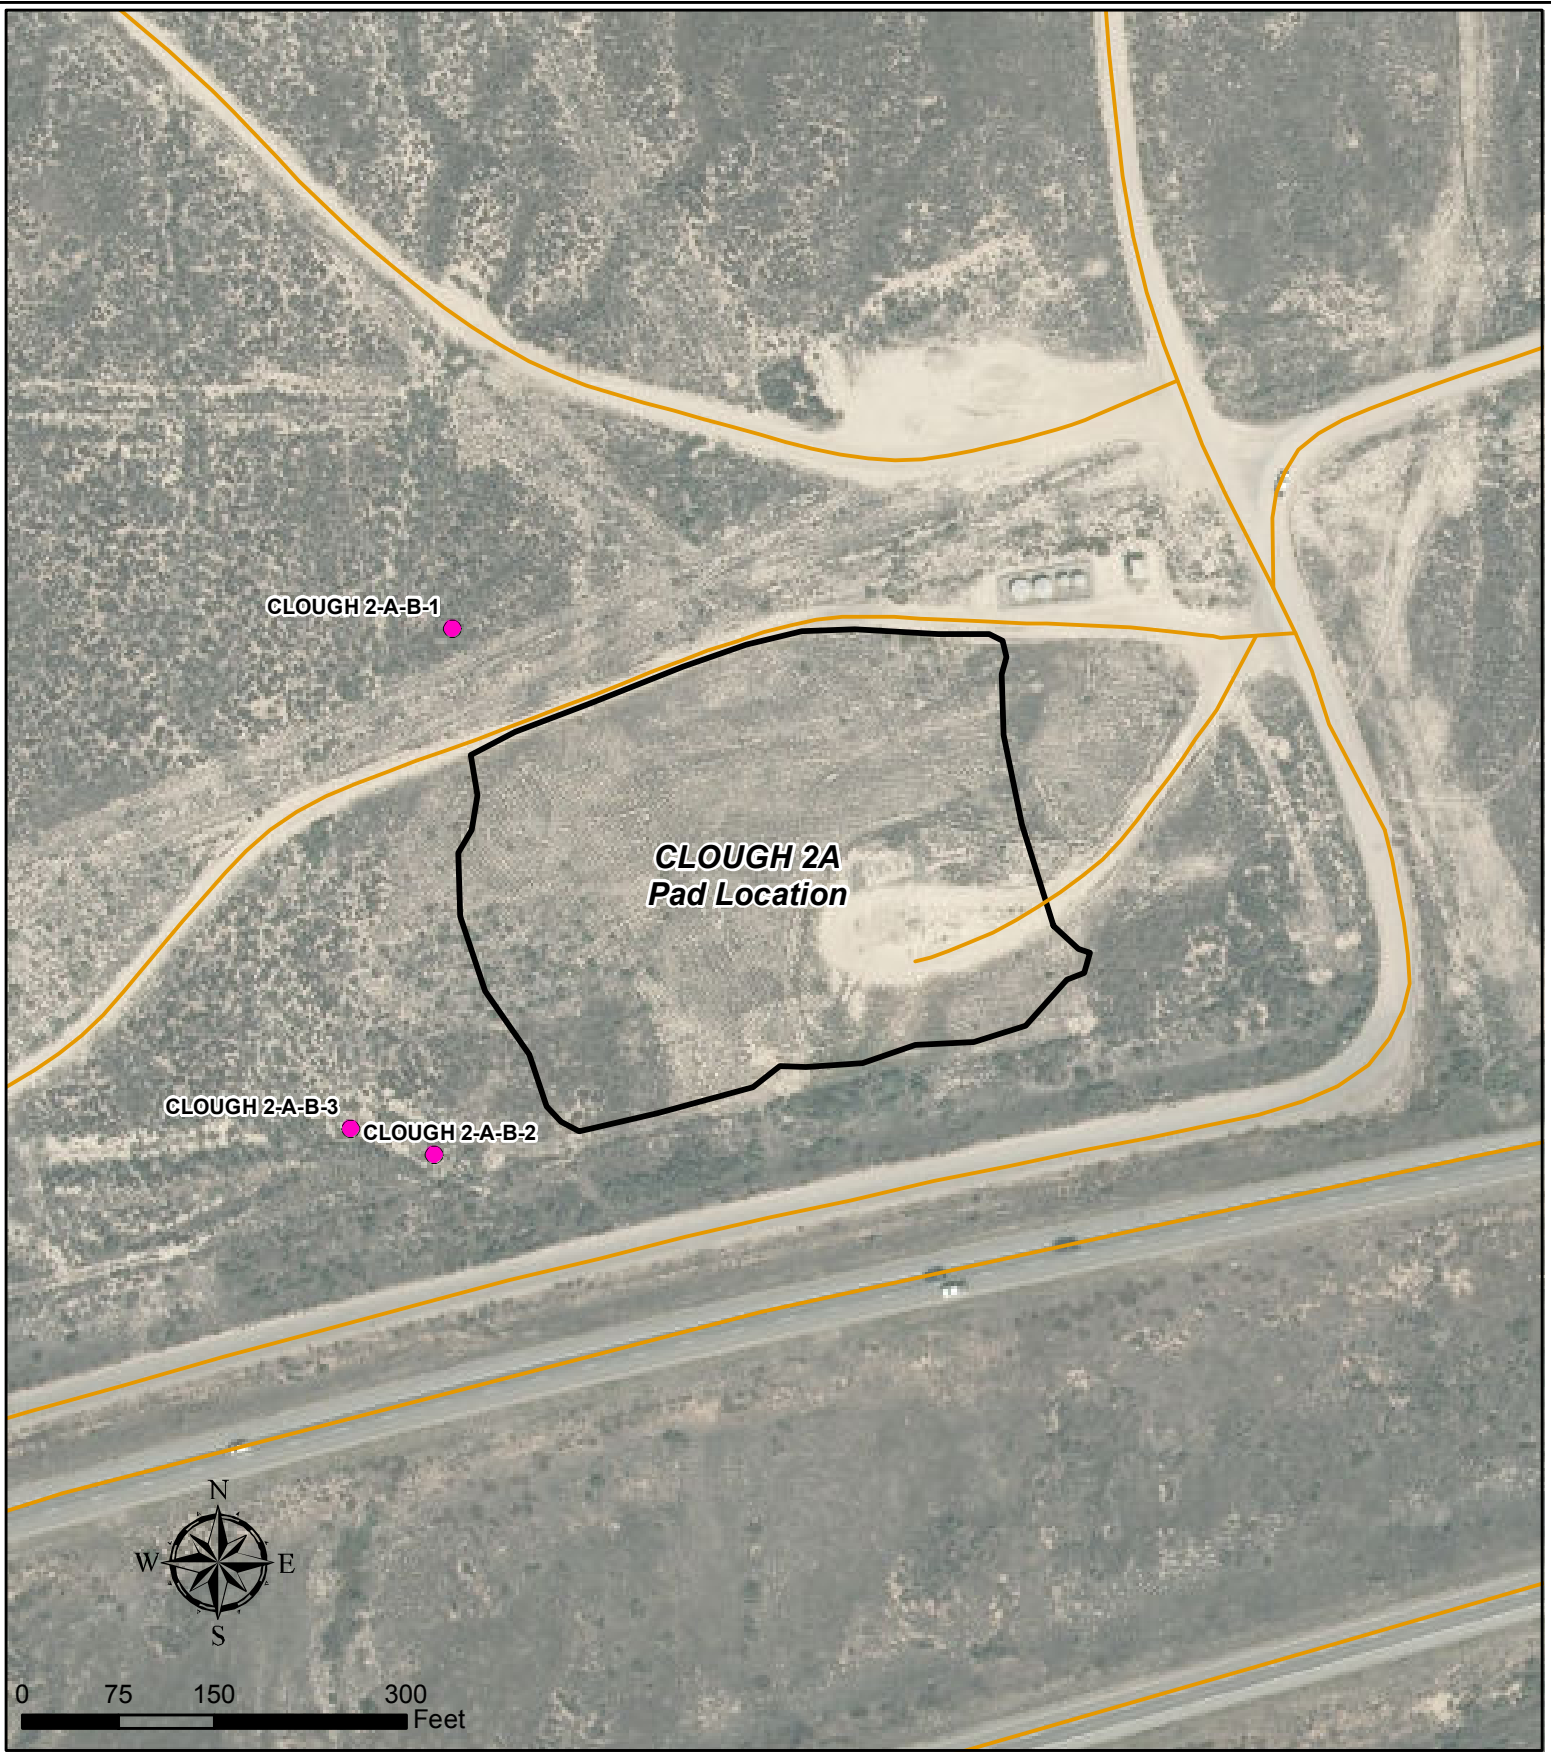 CLOUGH 2-A-B-1
CLOUGH 2A
Pad Location
CLOUGH 2-A-B-3
CLOUGH 2-A-B-2
N
W
E
S
0 75 150 300
Feet